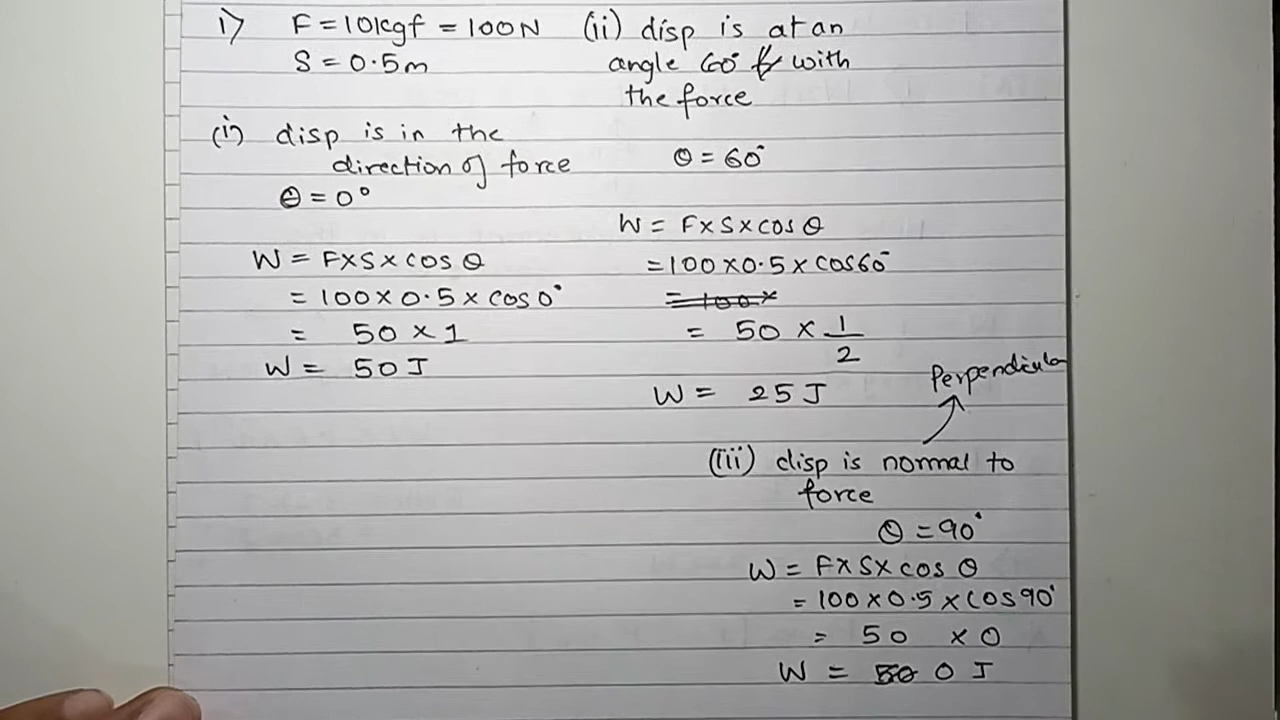 i) F = 10kgf = 100N
S = 0.5m
(i) disp is in the
direction of force
θ = 0°
W = F×S×cos θ
= 100×0.5×cos 0°
= 50 × 1
W = 50 J
(ii) disp is at an
angle 60° with
the force
θ = 60°
W = F×S×cos θ
= 100×0.5×cos60°
= 100×
= 50 × 1/2
W = 25 J
Perpendicular
(iii) disp is normal to
force
θ = 90°
W = F×S×cos θ
= 100×0.5×cos90°
= 50 × 0
W = 50 0 J